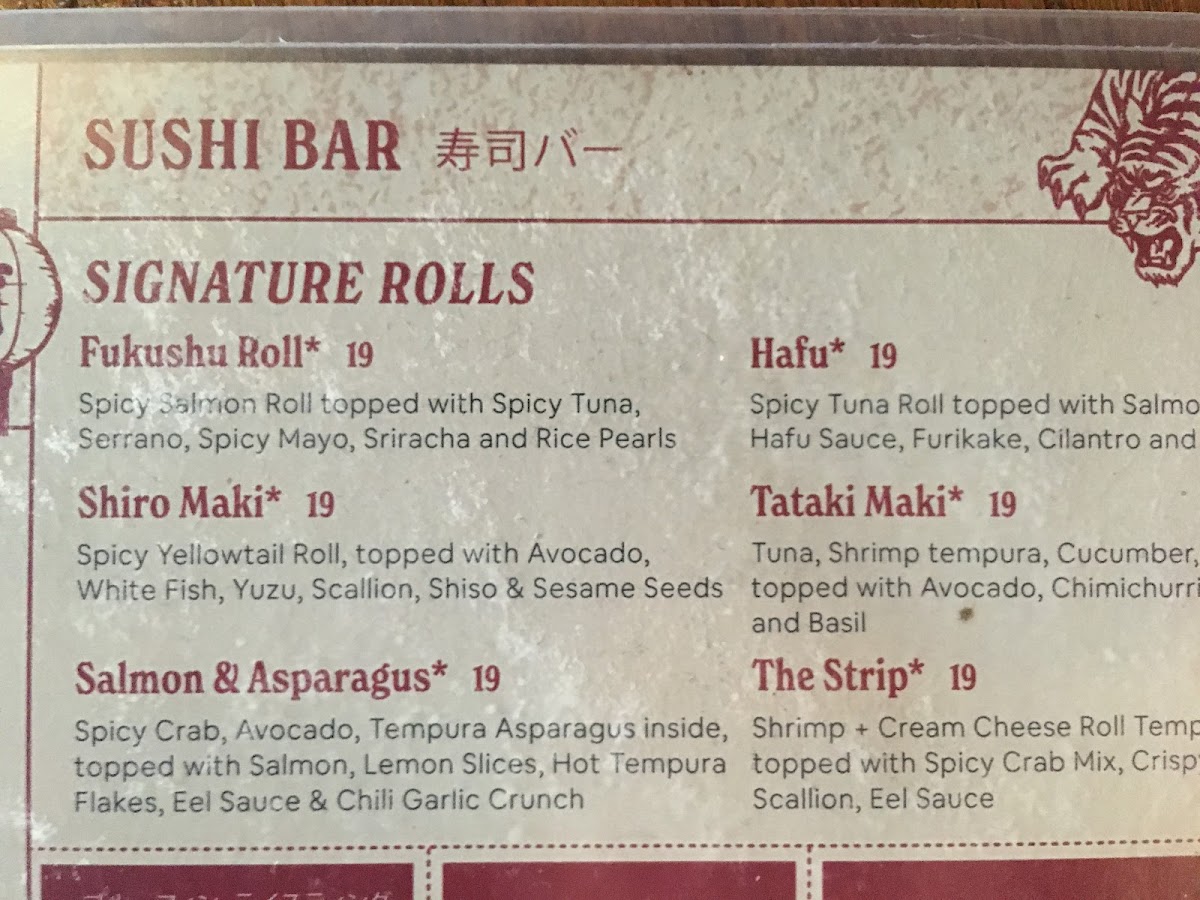 SUSHI BAR 寿司バー
SIGNATURE ROLLS
Fukushu Roll* 19
Spicy Salmon Roll topped with Spicy Tuna,
Serrano, Spicy Mayo, Sriracha and Rice Pearls
Shiro Maki* 19
Spicy Yellowtail Roll, topped with Avocado,
White Fish, Yuzu, Scallion, Shiso & Sesame Seeds
Salmon & Asparagus* 19
Spicy Crab, Avocado, Tempura Asparagus inside,
topped with Salmon, Lemon Slices, Hot Tempura
Flakes, Eel Sauce & Chili Garlic Crunch
Hafu* 19
Spicy Tuna Roll topped with Salmo
Hafu Sauce, Furikake, Cilantro and
Tataki Maki* 19
Tuna, Shrimp tempura, Cucumber,
topped with Avocado, Chimichurri
and Basil
The Strip* 19
Shrimp + Cream Cheese Roll Temp
topped with Spicy Crab Mix, Crisp
Scallion, Eel Sauce